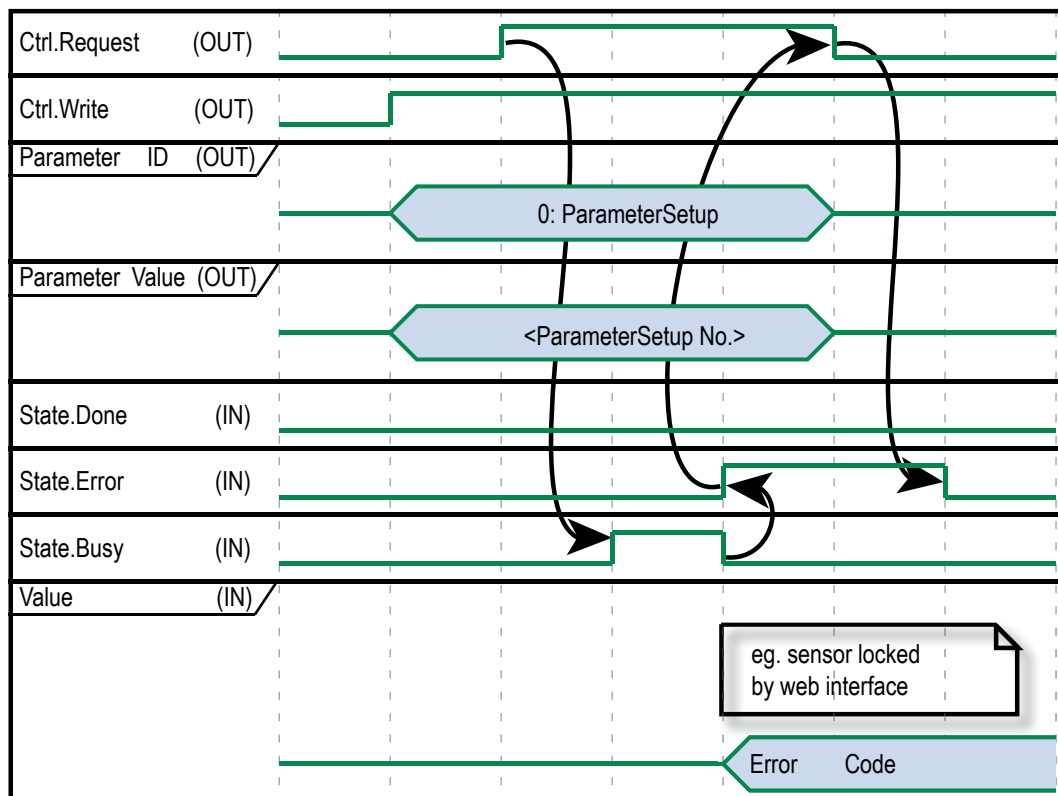 Ctrl.Request (OUT)
Ctrl.Write (OUT)
Parameter ID (OUT)
0: ParameterSetup
Parameter Value (OUT)
<ParameterSetup No.>
State.Done (IN)
State.Error (IN)
State.Busy (IN)
Value (IN)
eg. sensor locked
by web interface
Error Code